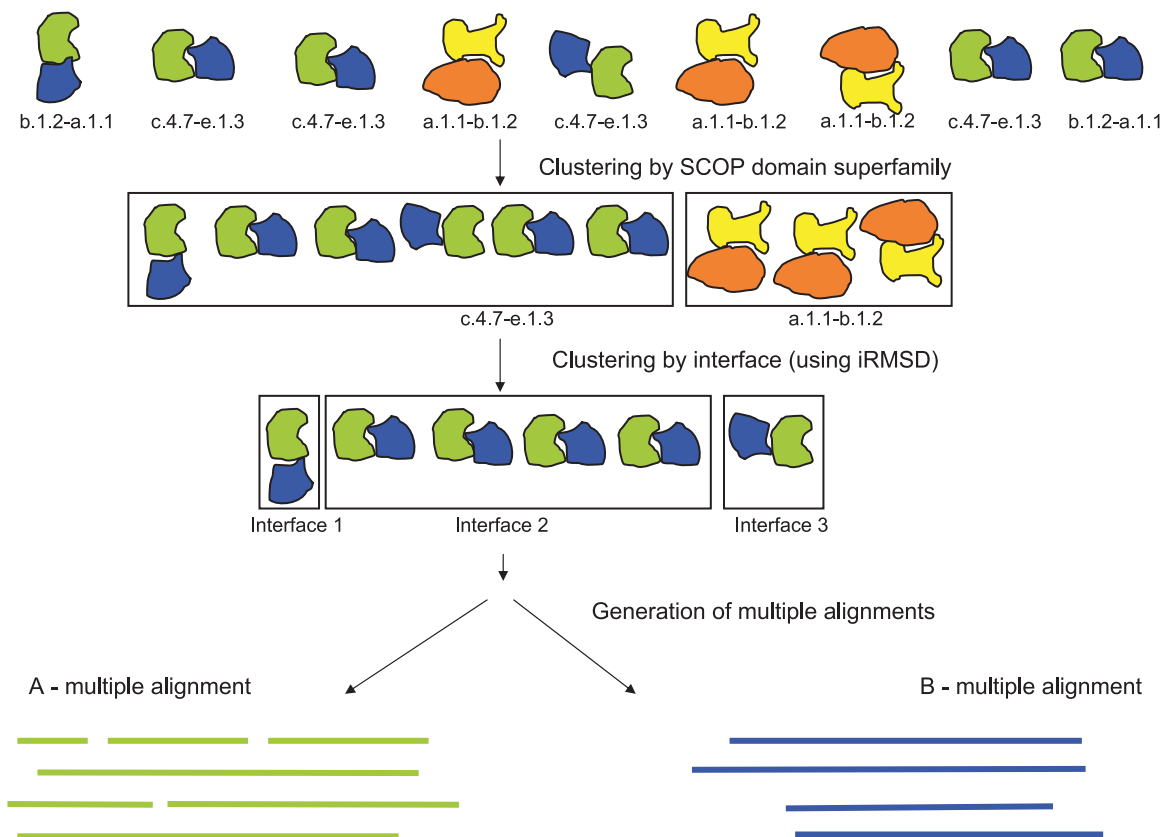 b.1.2-a.1.1 c.4.7-e.1.3 c.4.7-e.1.3 a.1.1-b.1.2 c.4.7-e.1.3 a.1.1-b.1.2 a.1.1-b.1.2 c.4.7-e.1.3 b.1.2-a.1.1
Clustering by SCOP domain superfamily
c.4.7-e.1.3 a.1.1-b.1.2
Clustering by interface (using iRMSD)
Interface 1 Interface 2 Interface 3
Generation of multiple alignments
A - multiple alignment B - multiple alignment